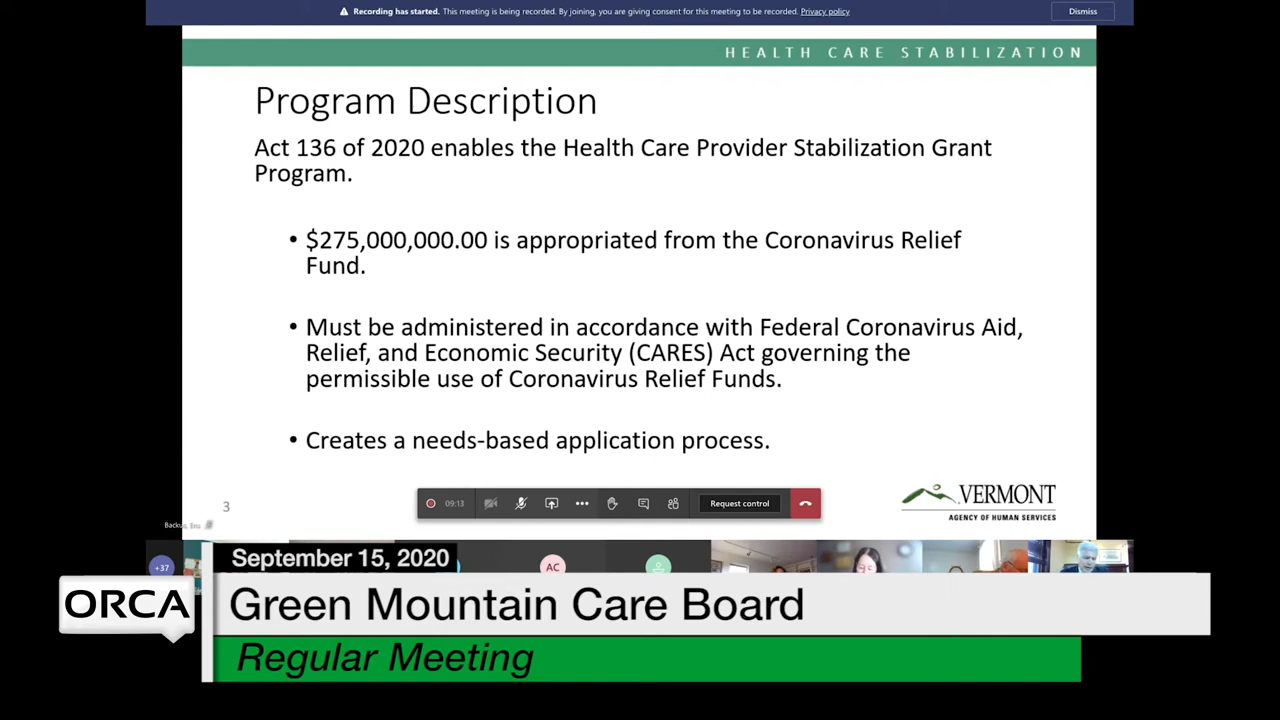 Recording has started. This meeting is being recorded. By joining, you are giving consent for this meeting to be recorded. Privacy policy
Dismiss
HEALTH CARE STABILIZATION
Program Description
Act 136 of 2020 enables the Health Care Provider Stabilization Grant
Program.
• $275,000,000.00 is appropriated from the Coronavirus Relief
Fund.
• Must be administered in accordance with Federal Coronavirus Aid,
Relief, and Economic Security (CARES) Act governing the
permissible use of Coronavirus Relief Funds.
• Creates a needs-based application process.
3
09:13
Request control
VERMONT
AGENCY OF HUMAN SERVICES
+37
AC
September 15, 2020
ORCA
Green Mountain Care Board
Regular Meeting